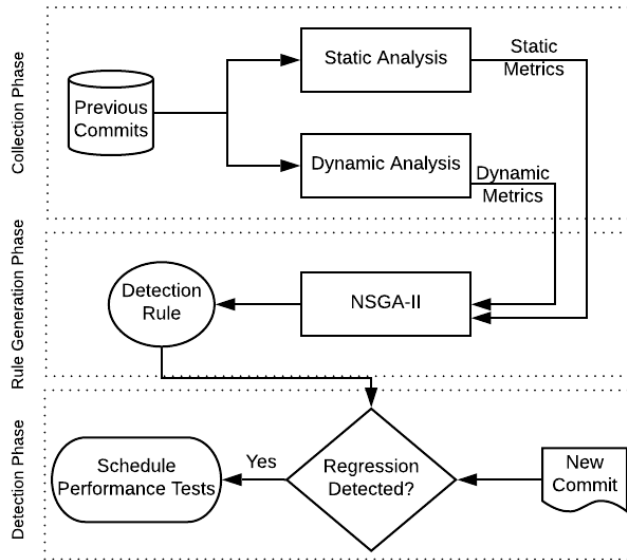 Collection Phase
Previous
Commits
Static Analysis
Static
Metrics
Dynamic Analysis
Dynamic
Metrics
Rule Generation Phase
Detection
Rule
NSGA-II
Detection Phase
Schedule
Performance Tests
Yes
Regression
Detected?
New
Commit